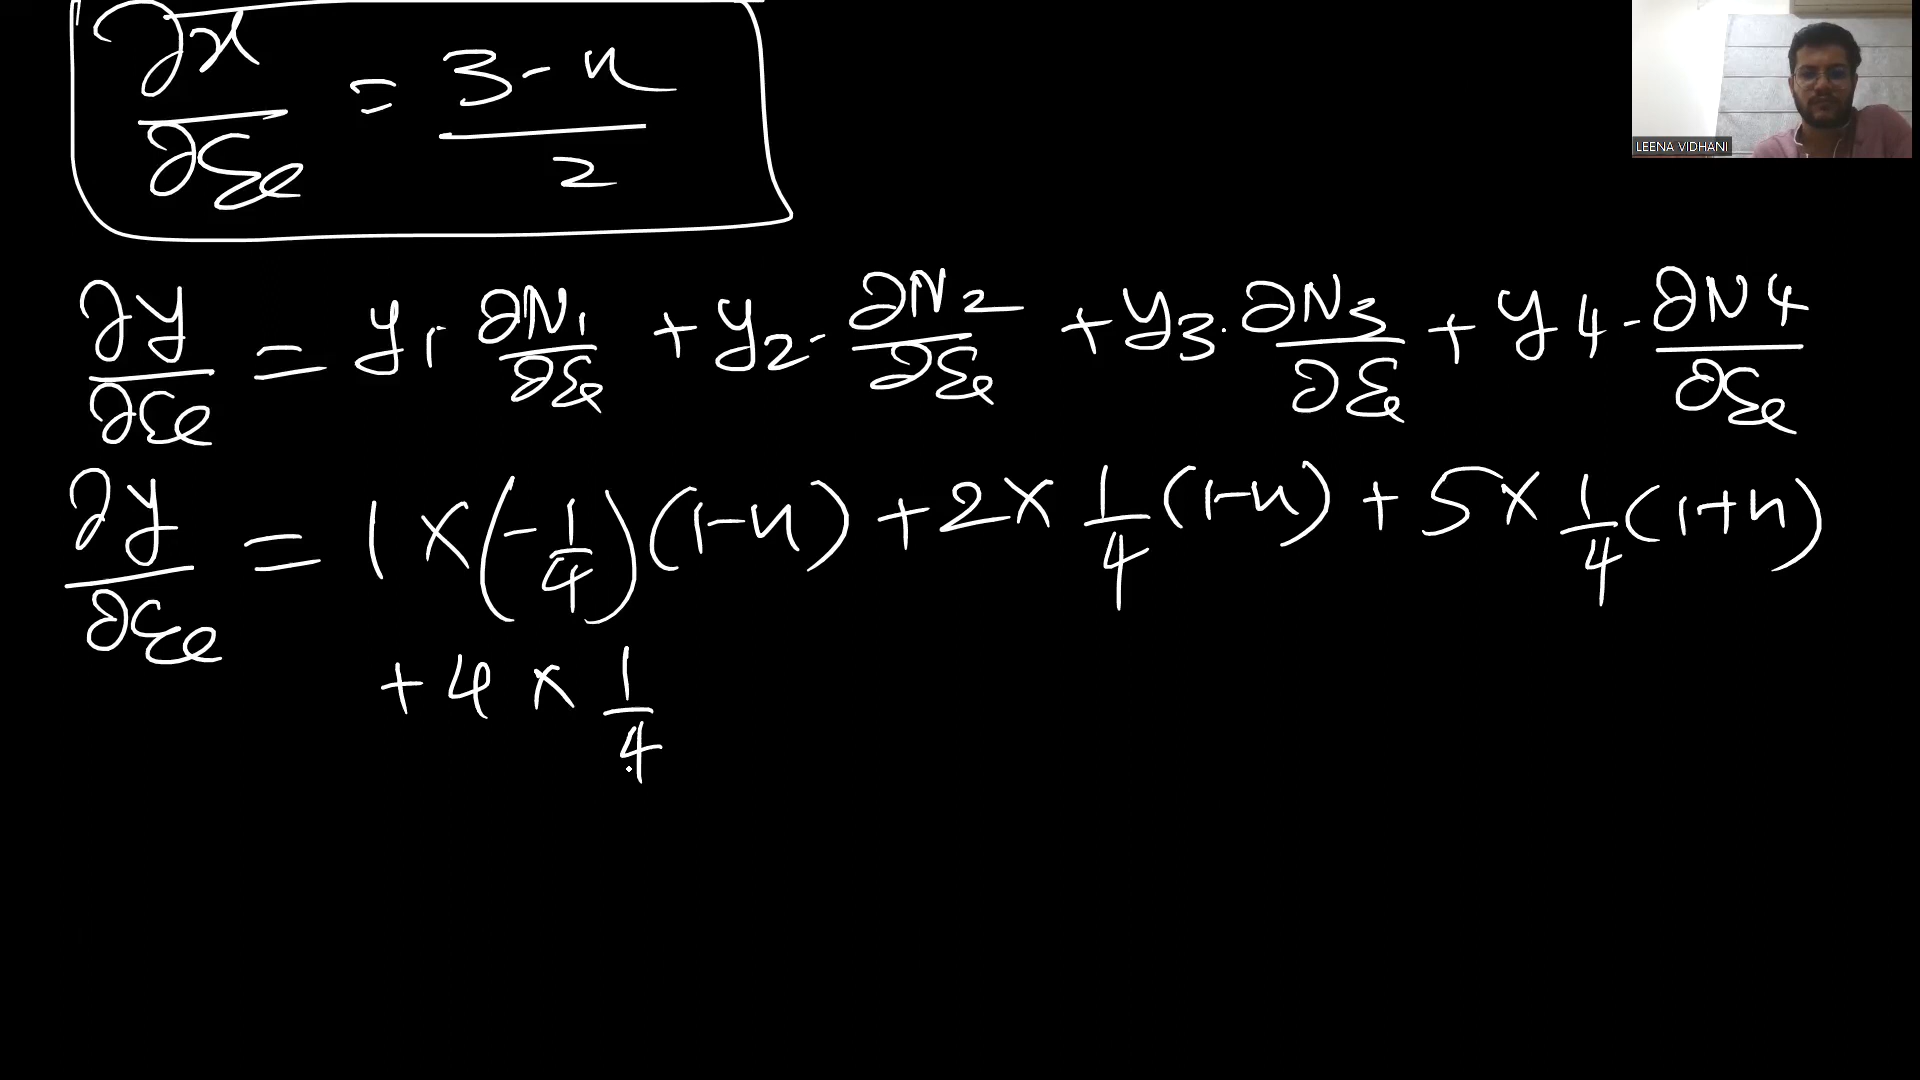 ∂x/∂ξ = (3-η)/2
LEENA VIDHANI
∂y/∂ξ = y1 · ∂N1/∂ξ + y2 · ∂N2/∂ξ + y3 · ∂N3/∂ξ + y4 · ∂N4/∂ξ
∂y/∂ξ = 1 × (-1/4)(1-η) + 2 × 1/4 (1-η) + 5 × 1/4 (1+η)
+ 4 × 1/4